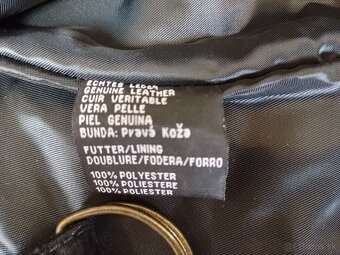 ECHTES LEDER
GENUINE LEATHER
CUIR VERITABLE
VERA PELLE
PIEL GENUINA
BUNDA: Pravá Koža
FUTTER/LINING
DOUBLURE/FODERA/FORRO
100% POLYESTER
100% POLIESTERE
100% POLIESTER